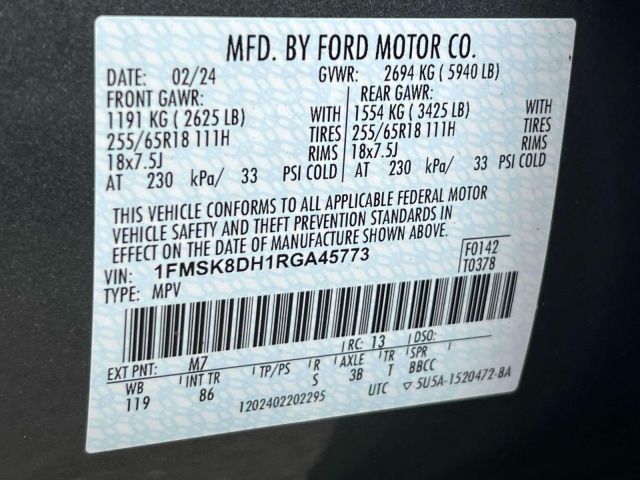 MFD. BY FORD MOTOR CO.
DATE: 02/24 GVWR: 2694 KG ( 5940 LB)
FRONT GAWR: REAR GAWR:
1191 KG ( 2625 LB) WITH 1554 KG ( 3425 LB) WITH
255/65R18 111H TIRES 255/65R18 111H TIRES
18x7.5J RIMS 18x7.5J RIMS
AT 230 kPa/ 33 PSI COLD AT 230 kPa/ 33 PSI COLD
THIS VEHICLE CONFORMS TO ALL APPLICABLE FEDERAL MOTOR
VEHICLE SAFETY AND THEFT PREVENTION STANDARDS IN
EFFECT ON THE DATE OF MANUFACTURE SHOWN ABOVE.
VIN: 1FMSK8DH1RGA45773 F0142
TYPE: MPV T0378
EXT PNT: M7 RC: 13 DSO:
WB INT TR TP/PS R AXLE TR SPR
119 86 S 3B T BBCC
1202402202295 UTC 5U5A-1520472-BA